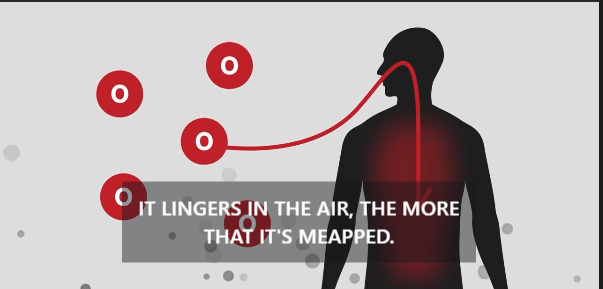 O
O
O
O
O
IT LINGERS IN THE AIR, THE MORE
THAT IT'S MEAPPED.